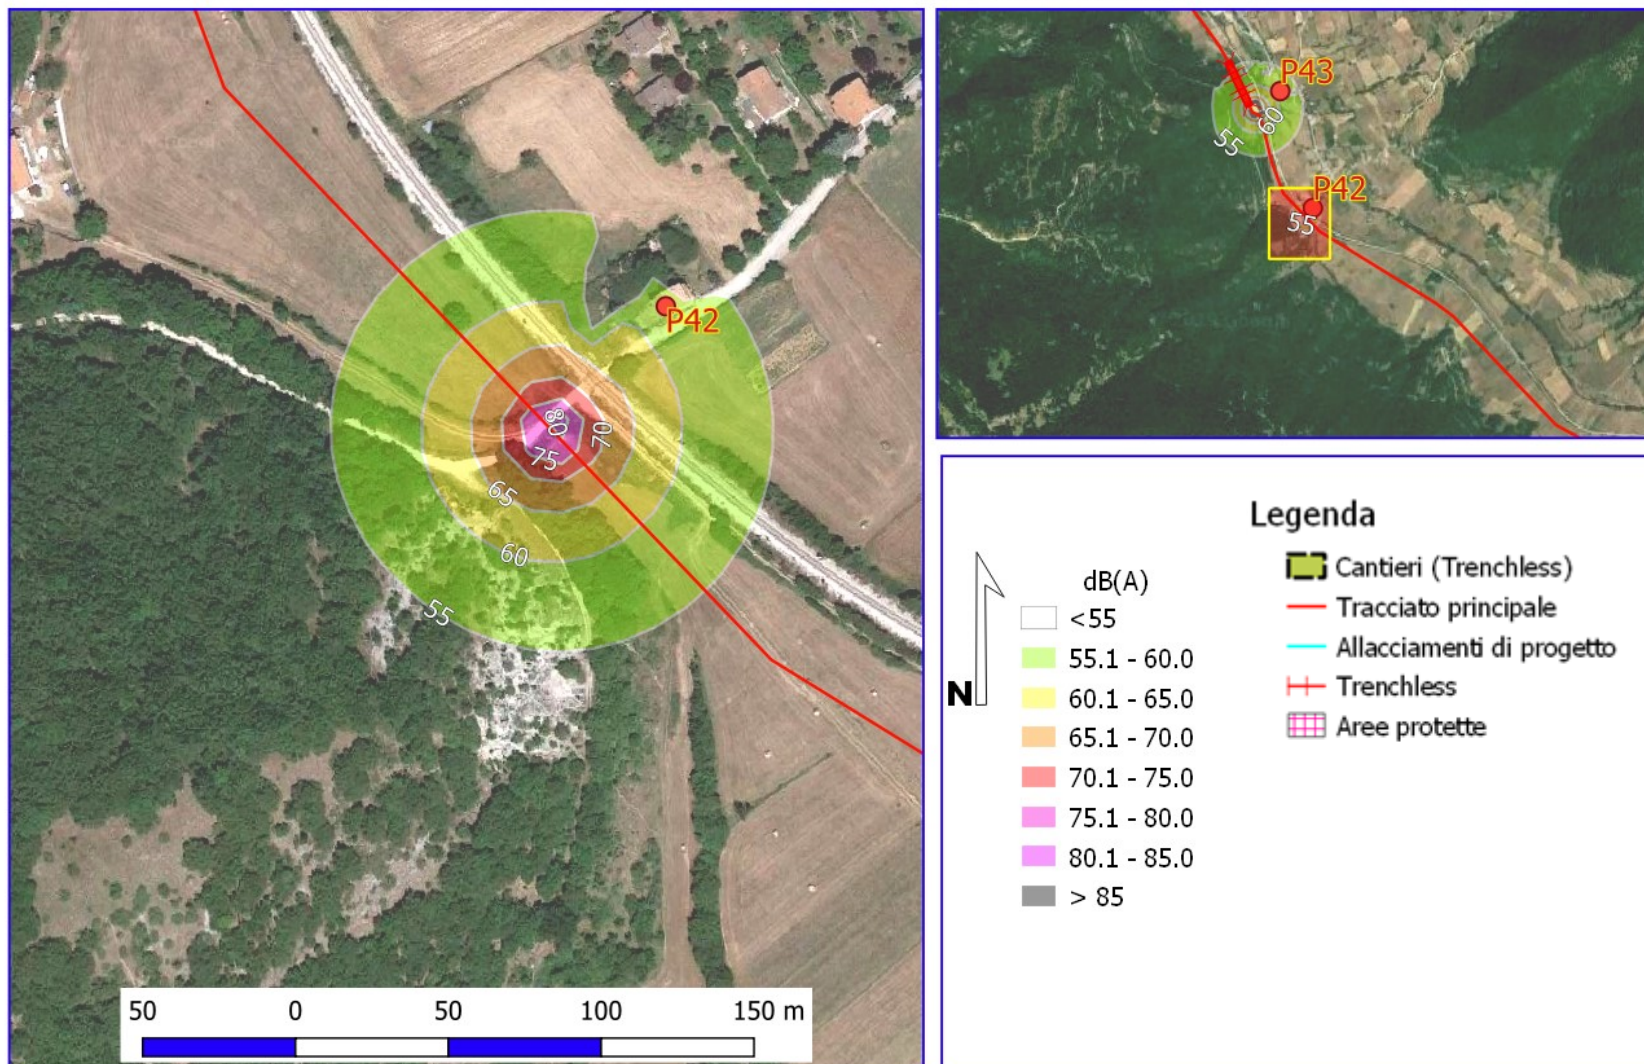 P42
80
70
75
65
60
55
50 0 50 100 150 m
P43
60
55
P42
55
Legenda
N
dB(A)
<55
55.1 - 60.0
60.1 - 65.0
65.1 - 70.0
70.1 - 75.0
75.1 - 80.0
80.1 - 85.0
> 85
Cantieri (Trenchless)
Tracciato principale
Allacciamenti di progetto
Trenchless
Aree protette